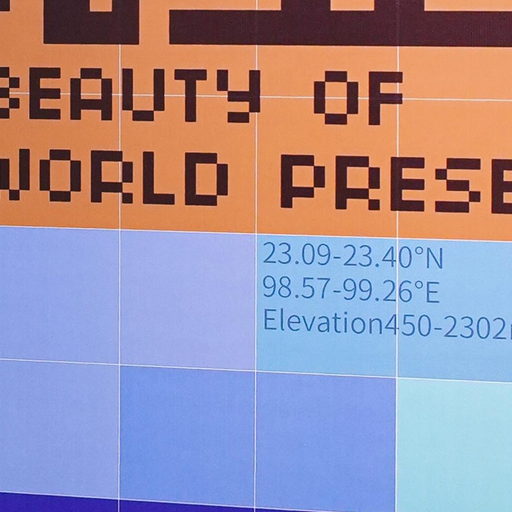 BEAUTY OF
WORLD PRESE
23.09-23.40°N
98.57-99.26°E
Elevation450-2302